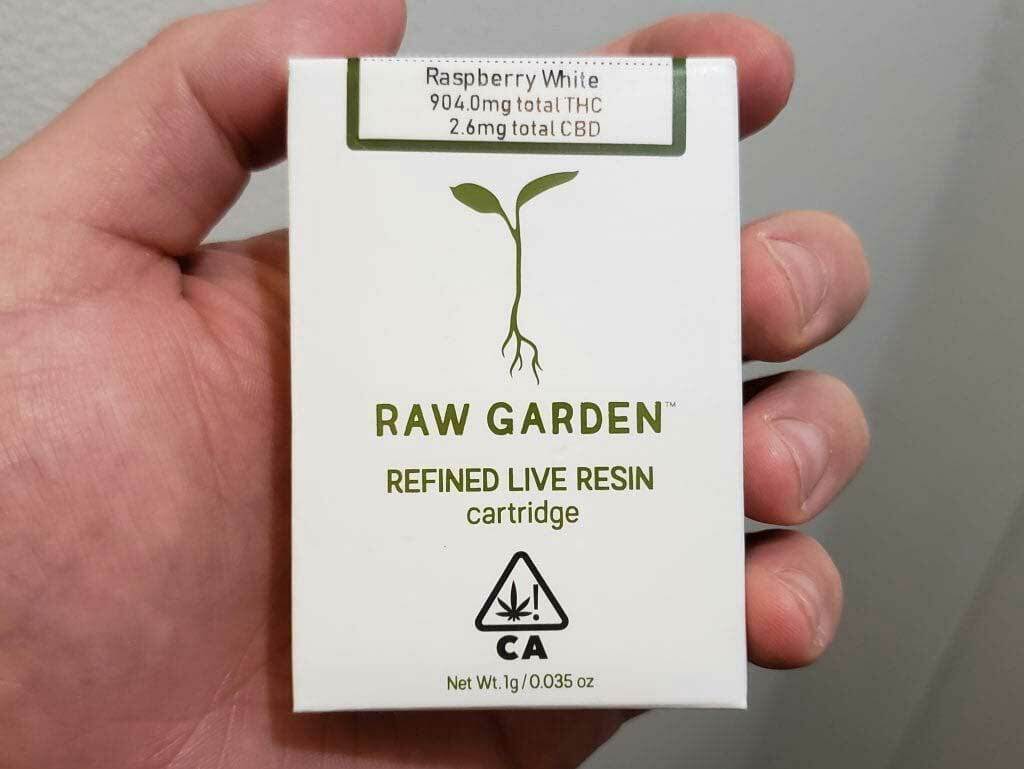 Raspberry White
904.0mg total THC
2.6mg total CBD
RAW GARDEN™
REFINED LIVE RESIN
cartridge
!
CA
Net Wt. 1g / 0.035 oz